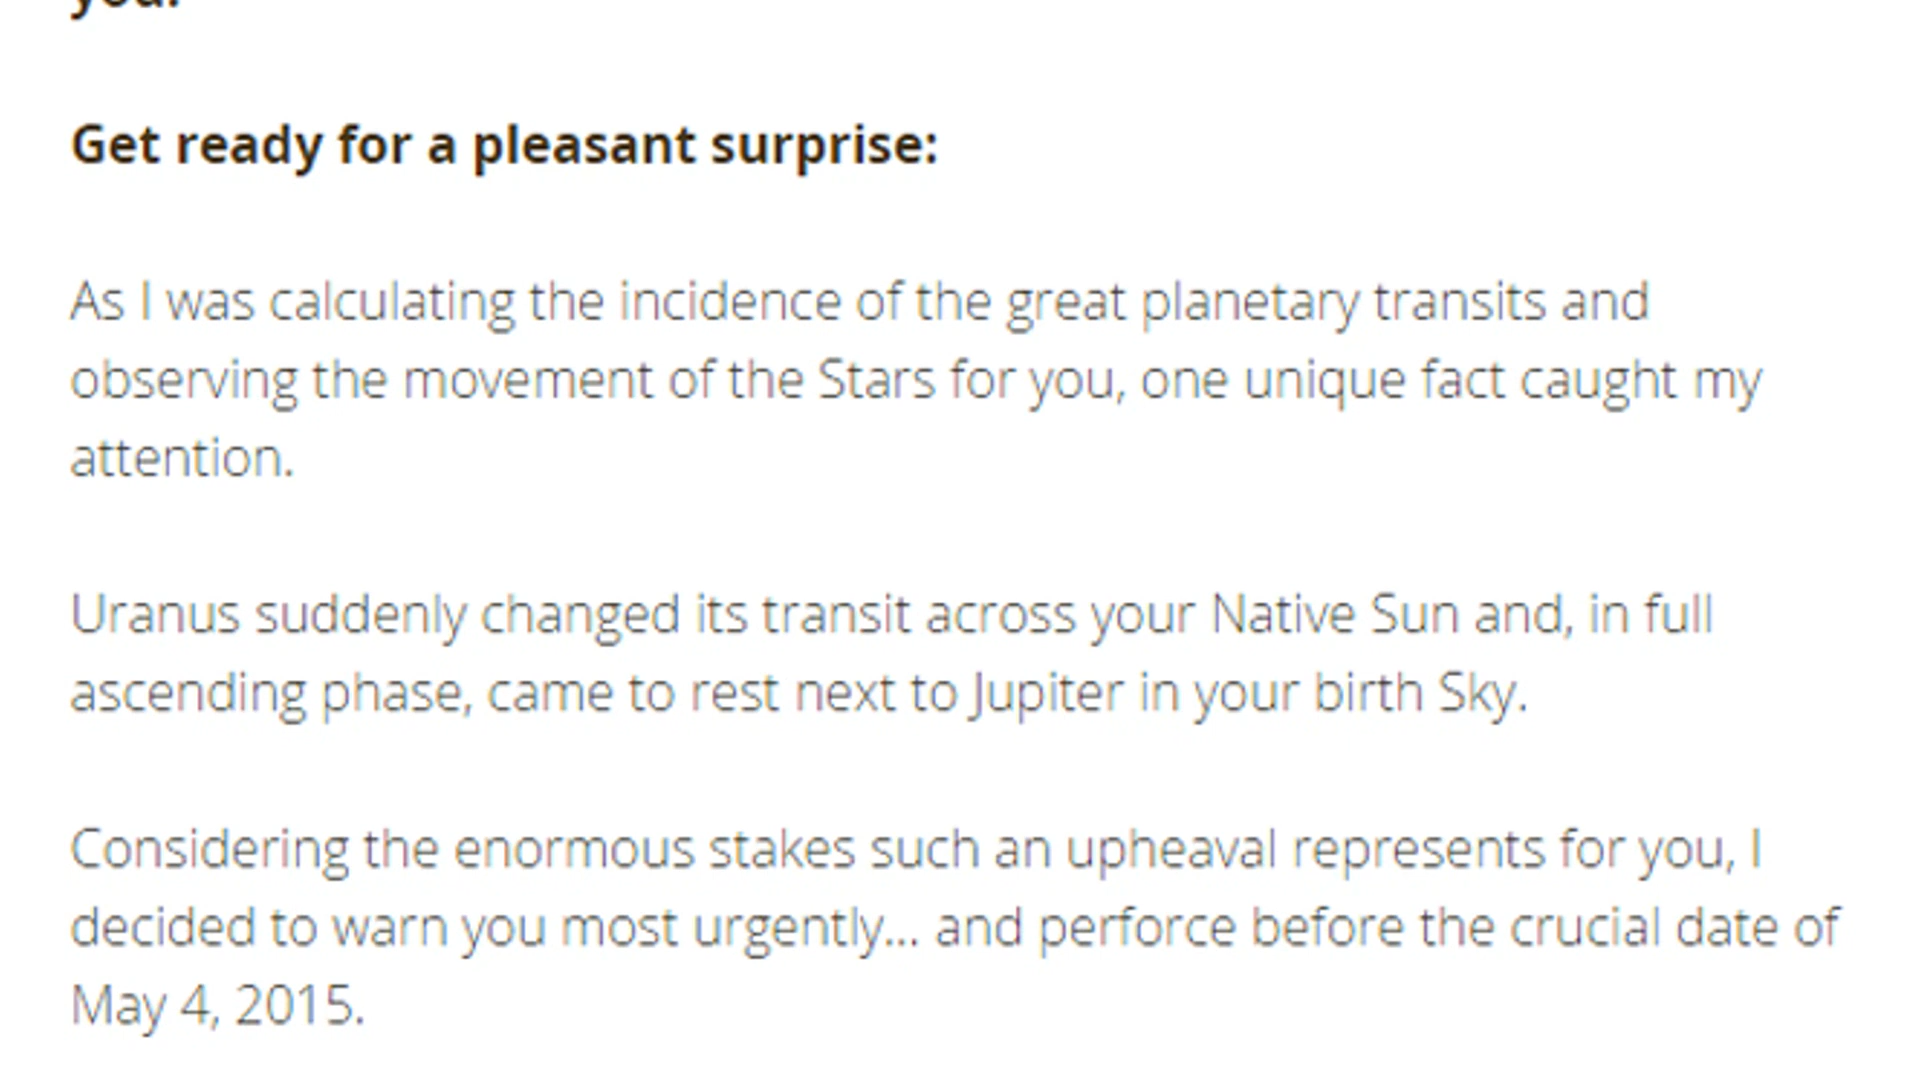 you.
Get ready for a pleasant surprise:
As I was calculating the incidence of the great planetary transits and
observing the movement of the Stars for you, one unique fact caught my
attention.
Uranus suddenly changed its transit across your Native Sun and, in full
ascending phase, came to rest next to Jupiter in your birth Sky.
Considering the enormous stakes such an upheaval represents for you, I
decided to warn you most urgently... and perforce before the crucial date of
May 4, 2015.